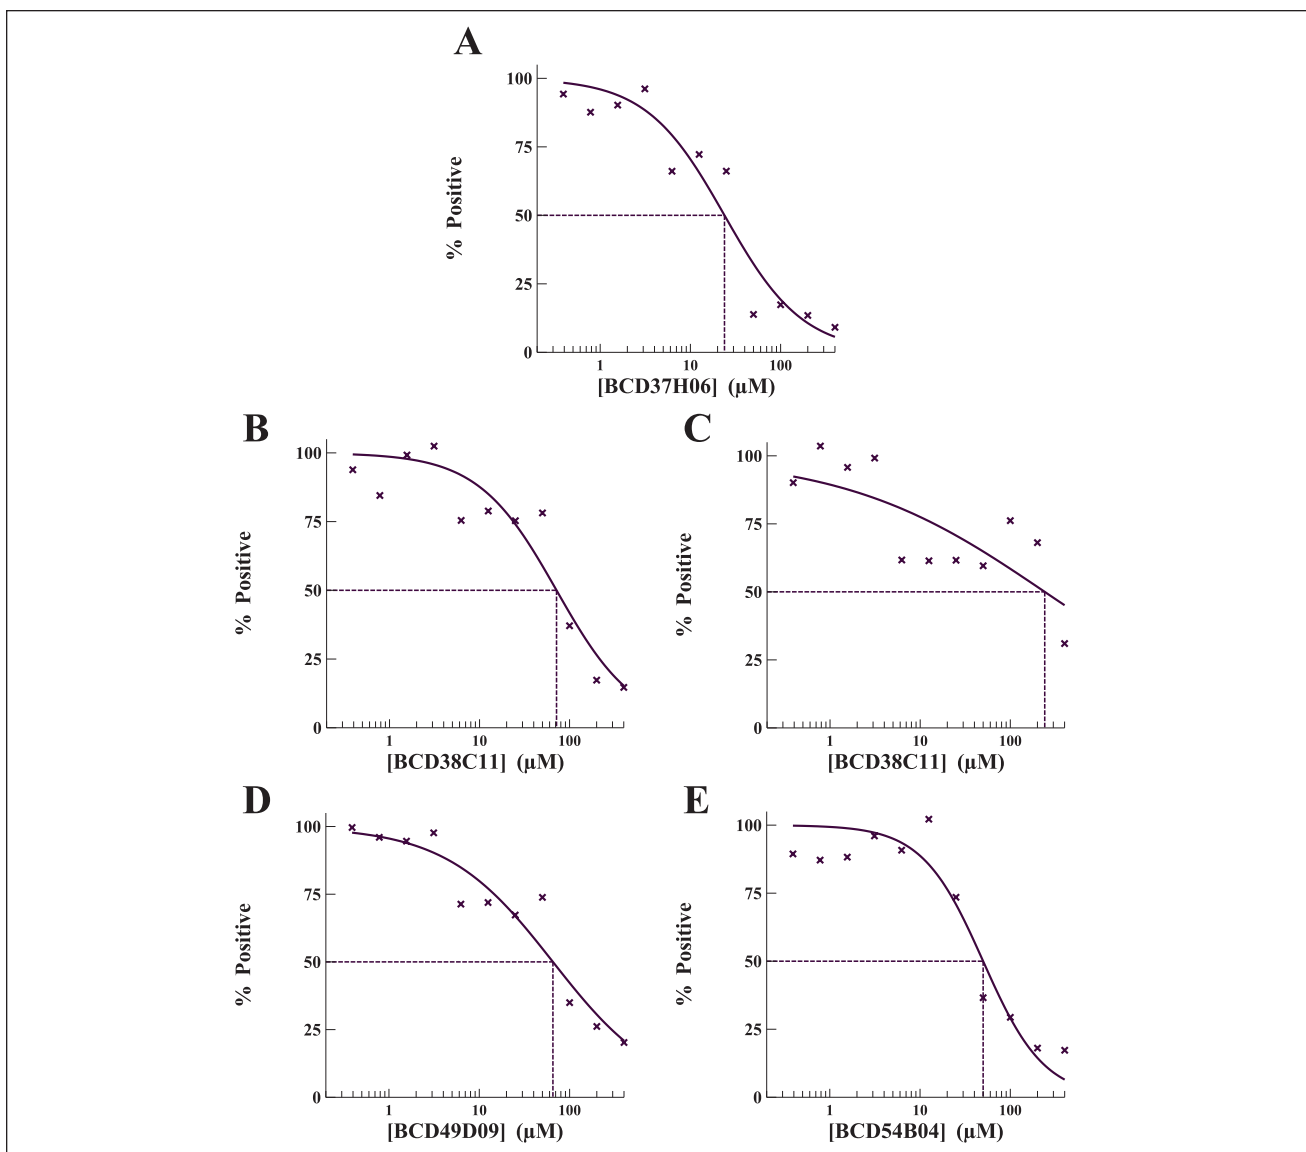 A
% Positive
100
75
50
25
0
1 10 100
[BCD37H06] (µM)
B
% Positive
100
75
50
25
0
1 10 100
[BCD38C11] (µM)
C
% Positive
100
75
50
25
0
1 10 100
[BCD38C11] (µM)
D
% Positive
100
75
50
25
0
1 10 100
[BCD49D09] (µM)
E
% Positive
100
75
50
25
0
1 10 100
[BCD54B04] (µM)